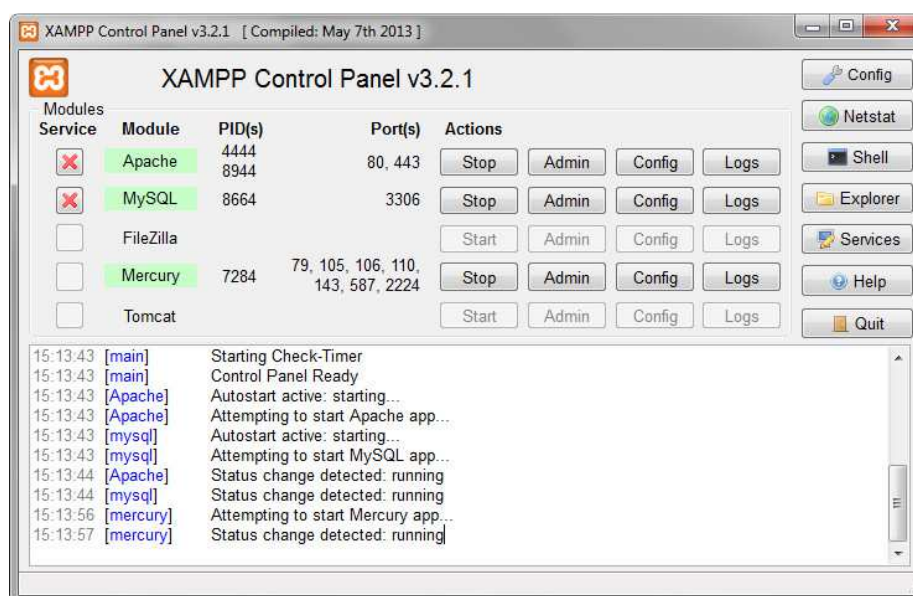 XAMPP Control Panel v3.2.1 [ Compiled: May 7th 2013 ]
XAMPP Control Panel v3.2.1
Config
Netstat
Shell
Explorer
Services
Help
Quit
Modules
Service Module PID(s) Port(s) Actions
Apache 4444 8944 80, 443 Stop Admin Config Logs
MySQL 8664 3306 Stop Admin Config Logs
FileZilla Start Admin Config Logs
Mercury 7284 79, 105, 106, 110, 143, 587, 2224 Stop Admin Config Logs
Tomcat Start Admin Config Logs
15:13:43 [main] Starting Check-Timer
15:13:43 [main] Control Panel Ready
15:13:43 [Apache] Autostart active: starting...
15:13:43 [Apache] Attempting to start Apache app...
15:13:43 [mysql] Autostart active: starting...
15:13:43 [mysql] Attempting to start MySQL app...
15:13:44 [Apache] Status change detected: running
15:13:44 [mysql] Status change detected: running
15:13:56 [mercury] Attempting to start Mercury app...
15:13:57 [mercury] Status change detected: running